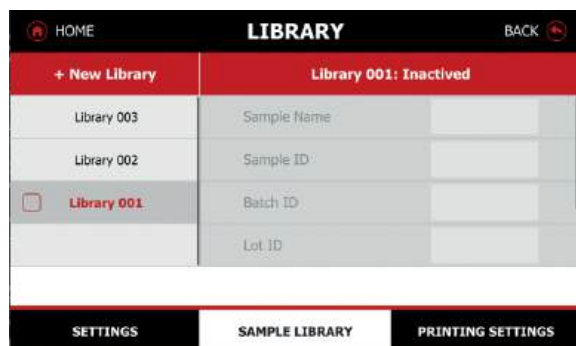 HOME
LIBRARY
BACK
+ New Library
Library 001: Inactived
Library 003
Sample Name
Library 002
Sample ID
Library 001
Batch ID
Lot ID
SETTINGS
SAMPLE LIBRARY
PRINTING SETTINGS